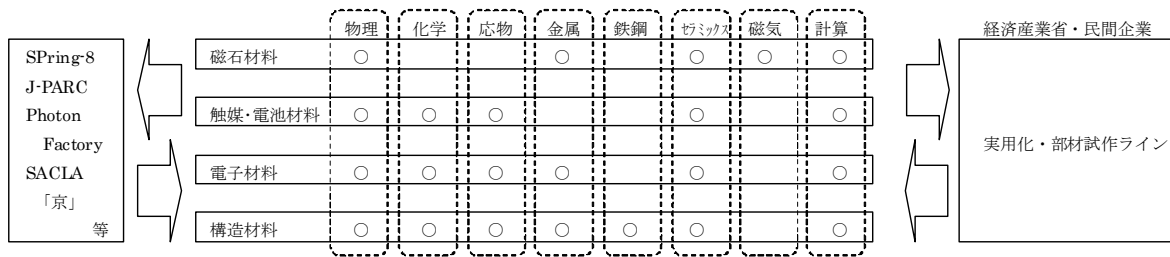 物理 化学 応物 金属 鉄鋼 ｾﾗﾐｯｸｽ 磁気 計算
経済産業省・民間企業
SPring-8
J-PARC
Photon
Factory
SACLA
「京」
等
磁石材料 ○ ○ ○ ○ ○
触媒・電池材料 ○ ○ ○ ○ ○
電子材料 ○ ○ ○ ○ ○ ○
構造材料 ○ ○ ○ ○ ○ ○ ○
実用化・部材試作ライン